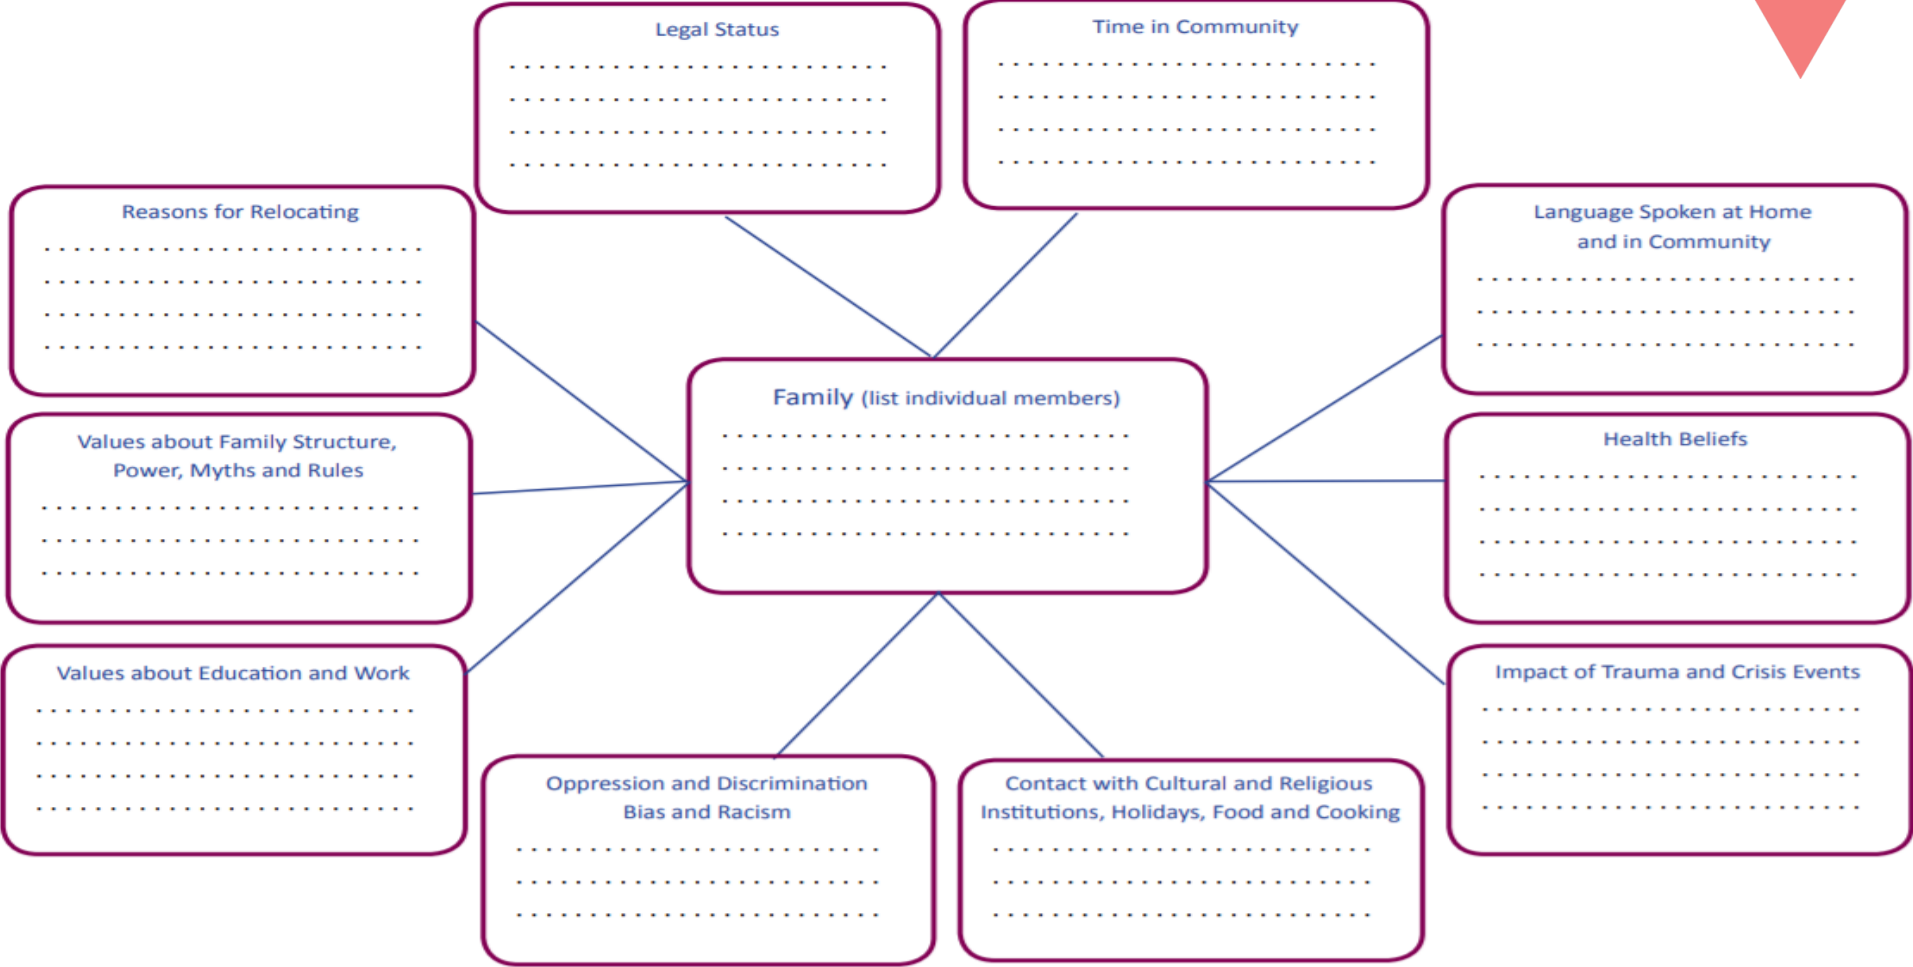 Legal Status
Time in Community
Reasons for Relocating
Language Spoken at Home
and in Community
Family (list individual members)
Values about Family Structure,
Power, Myths and Rules
Health Beliefs
Values about Education and Work
Impact of Trauma and Crisis Events
Oppression and Discrimination
Bias and Racism
Contact with Cultural and Religious
Institutions, Holidays, Food and Cooking